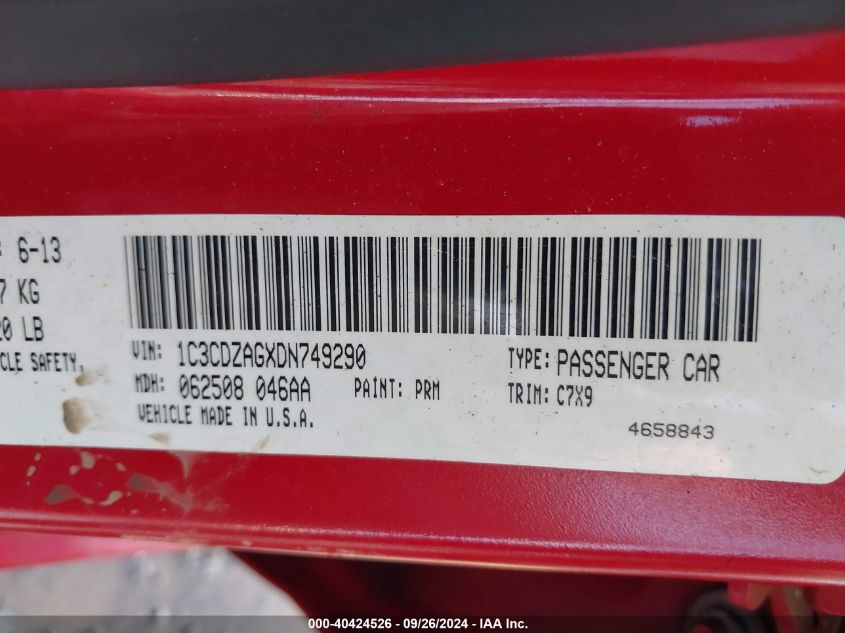 : 6-13
7 KG
20 LB
CLE SAFETY,
VIN: 1C3CDZAGXDN749290
TYPE: PASSENGER CAR
MDH: 062508 046AA
PAINT: PRM
TRIM: C7X9
VEHICLE MADE IN U.S.A.
4658843
000-40424526 - 09/26/2024 - IAA Inc.